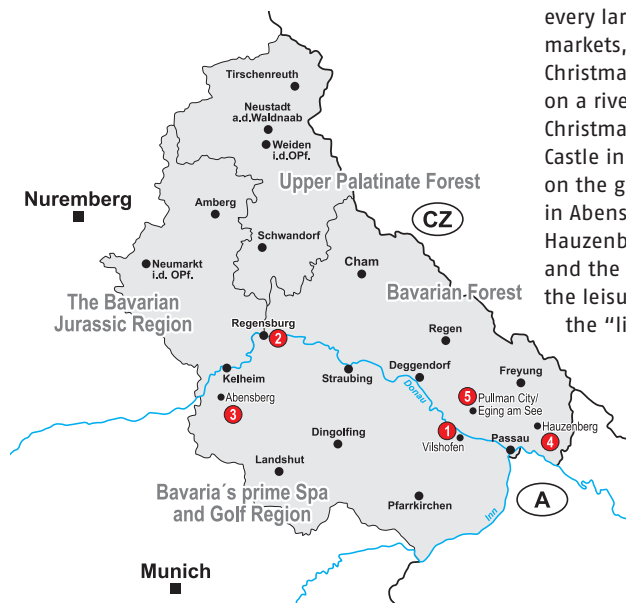 every lar
markets,
Christma
on a rive
Christma
Castle in
on the g
in Abens
Hauzenb
and the
the leisu
the "li
Tirschenreuth
Neustadt
a.d.Waldnaab
Weiden
i.d.OPf.
Upper Palatinate Forest
Nuremberg
Amberg
CZ
Schwandorf
Neumarkt
i.d. OPf.
Cham
The Bavarian
Jurassic Region
Bavarian Forest
Regensburg
2
Regen
Kelheim
Straubing
Deggendorf
Donau
Freyung
Abensberg
3
5
Pullman City/
Eging am See
Dingolfing
1
Vilshofen
Hauzenberg
4
Passau
Landshut
Bavaria´s prime Spa
and Golf Region
Pfarrkirchen
Inn
A
Munich